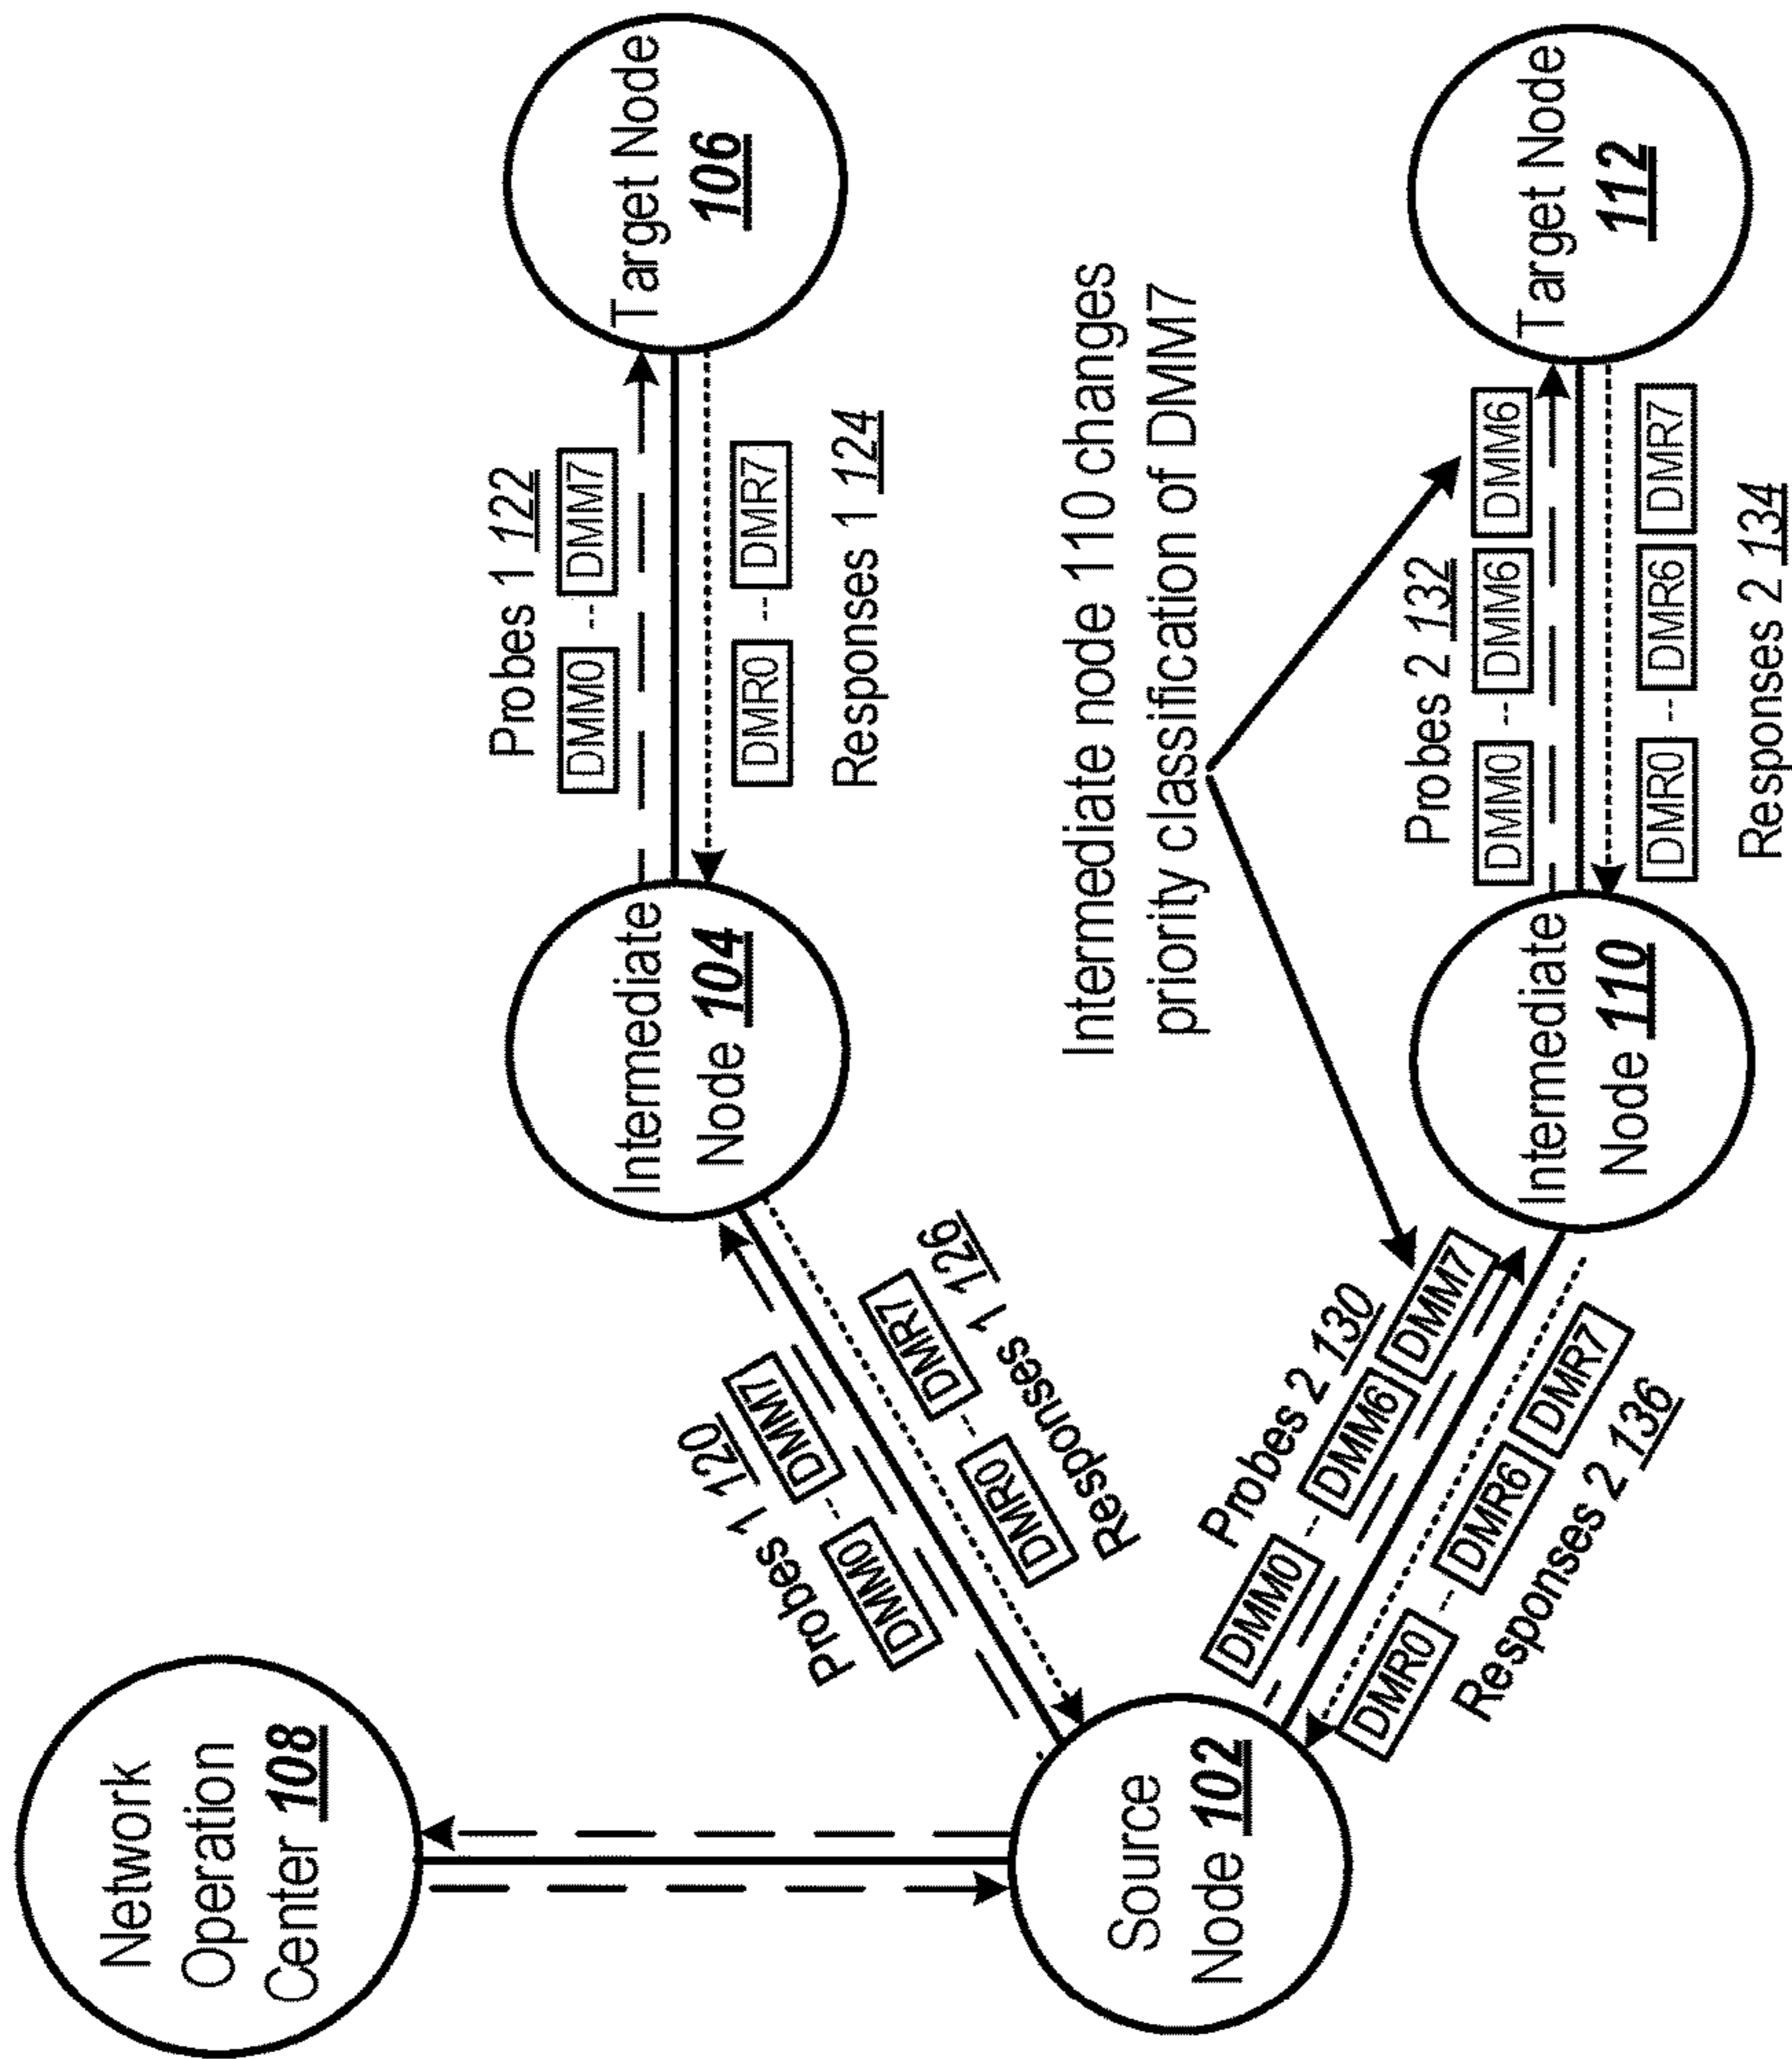 Network
Operation
Center 108
Source
Node 102
Probes 1 120
DMM0 -- DMM7
DMR0 -- DMR7
Responses 1 126
Intermediate
Node 104
Probes 1 122
DMM0 -- DMM7
DMR0 -- DMR7
Responses 1 124
Target Node
106
Intermediate node 110 changes
priority classification of DMM7
Probes 2 130
DMM0 -- DMM6 DMM7
DMR0 -- DMR6 DMR7
Responses 2 136
Intermediate
Node 110
Probes 2 132
DMM0 -- DMM6 DMM6
DMR0 -- DMR6 DMR7
Responses 2 134
Target Node
112